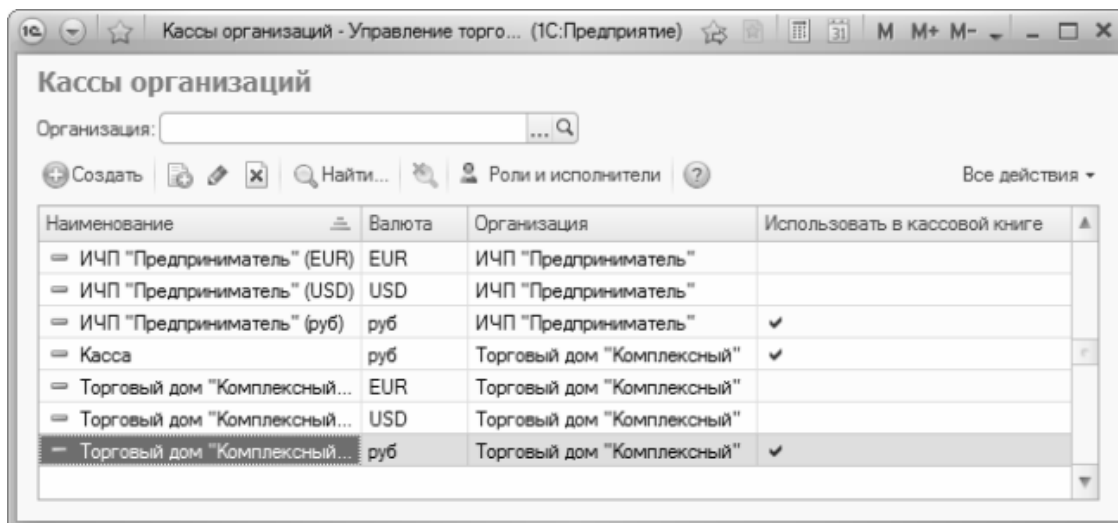 1С Кассы организаций - Управление торго... (1С:Предприятие) 31 M M+ M-
Кассы организаций
Организация: ...
Создать Найти... Роли и исполнители ? Все действия
Наименование Валюта Организация Использовать в кассовой книге
ИЧП "Предприниматель" (EUR) EUR ИЧП "Предприниматель"
ИЧП "Предприниматель" (USD) USD ИЧП "Предприниматель"
ИЧП "Предприниматель" (руб) руб ИЧП "Предприниматель" ✔
Касса руб Торговый дом "Комплексный" ✔
Торговый дом "Комплексный... EUR Торговый дом "Комплексный"
Торговый дом "Комплексный... USD Торговый дом "Комплексный"
Торговый дом "Комплексный... руб Торговый дом "Комплексный" ✔